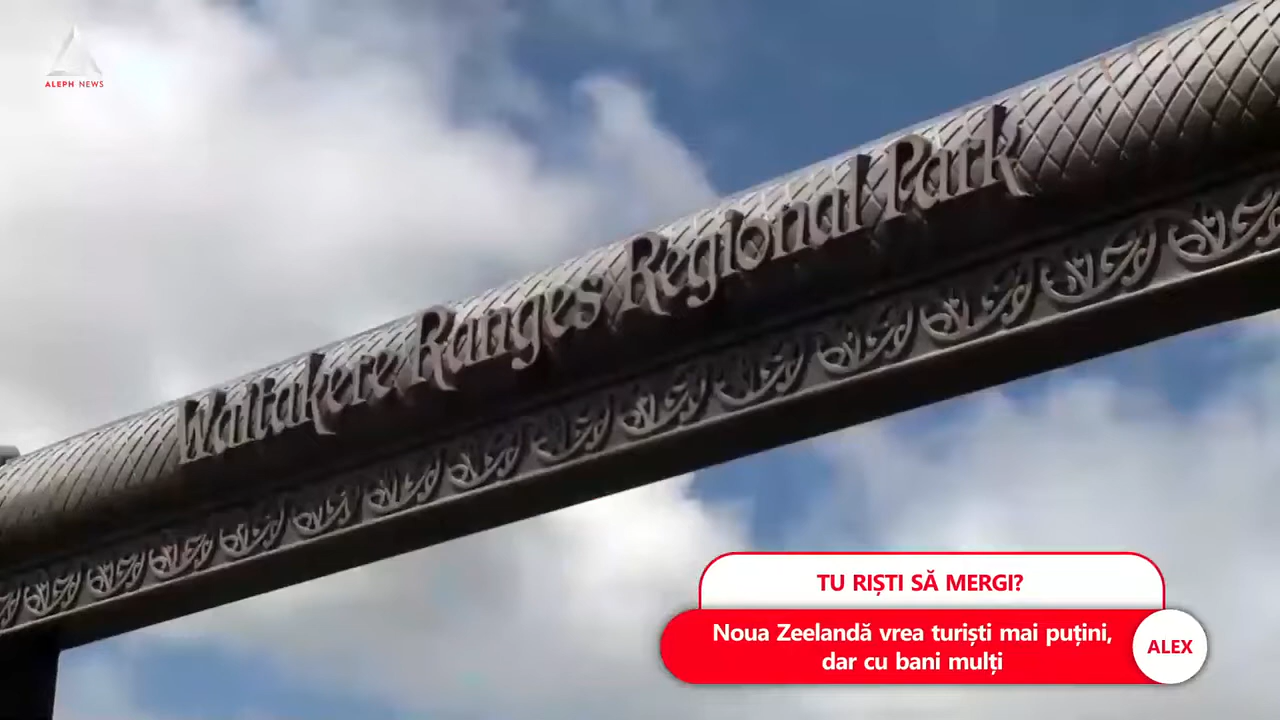 ALEPH NEWS
Waitakere Ranges Regional Park
TU RIȘTI SĂ MERGI?
Noua Zeelandă vrea turiști mai puțini,
dar cu bani mulți
ALEX